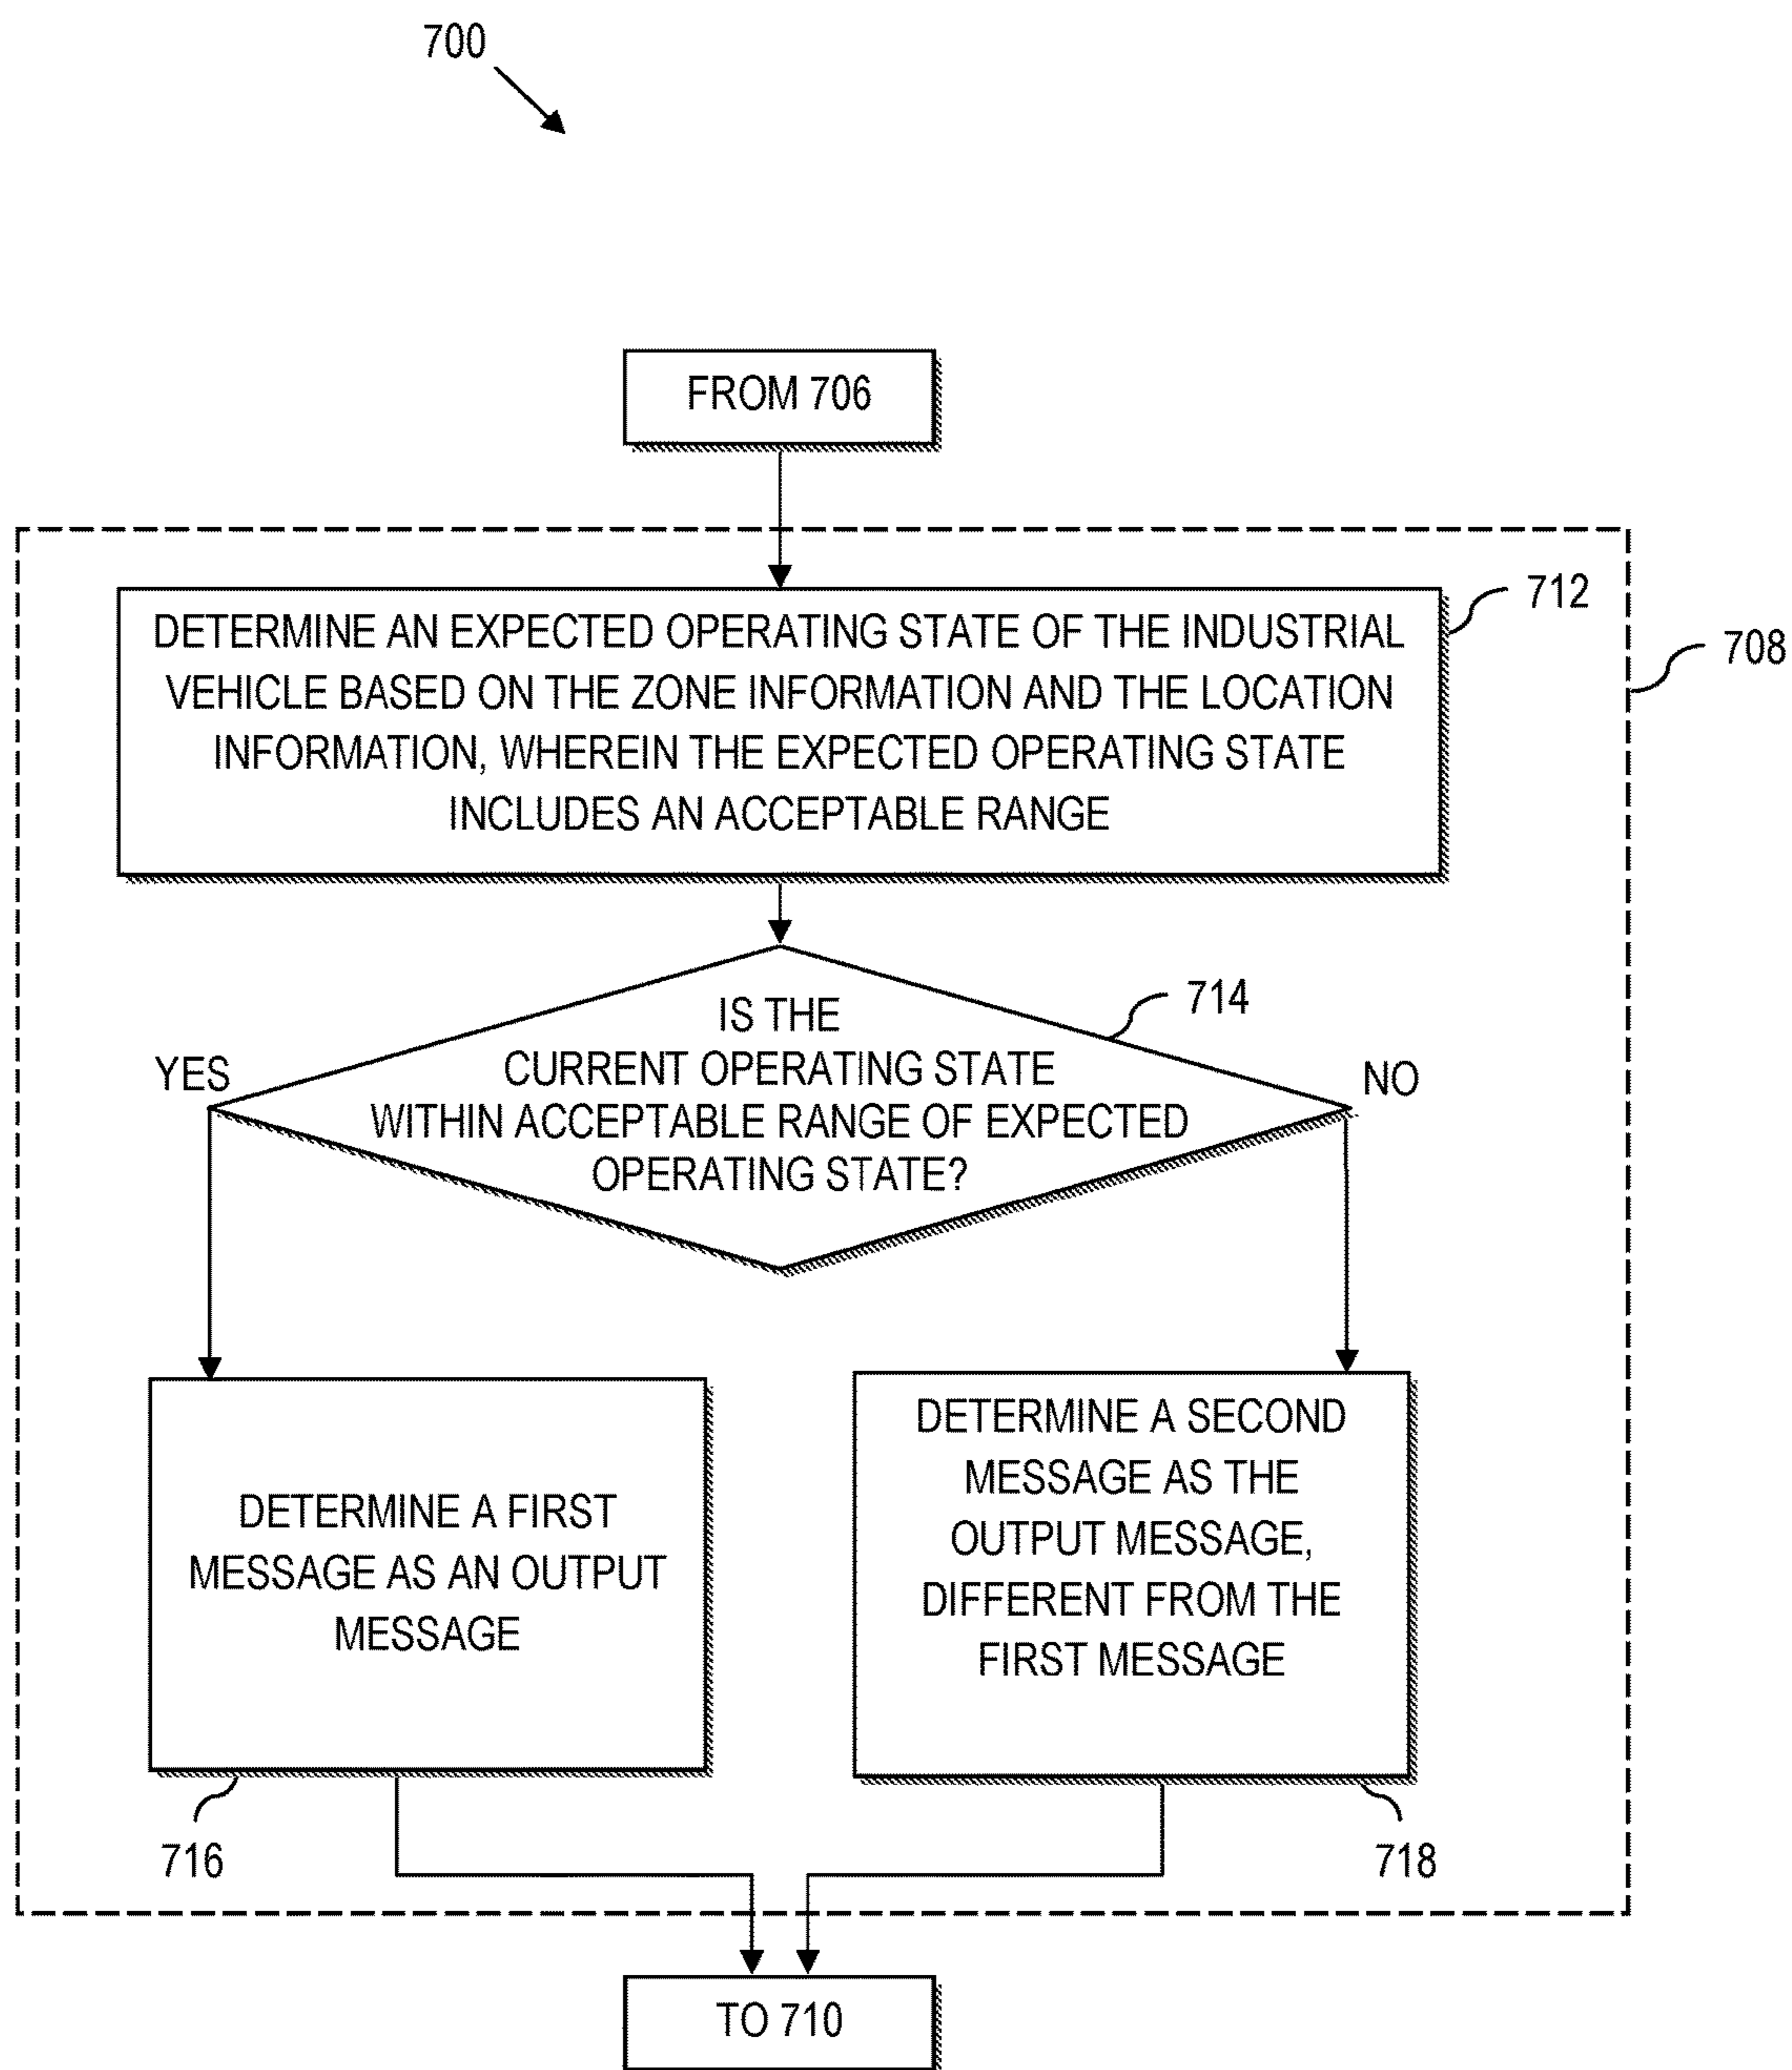 700
FROM 706
712
708
DETERMINE AN EXPECTED OPERATING STATE OF THE INDUSTRIAL
VEHICLE BASED ON THE ZONE INFORMATION AND THE LOCATION
INFORMATION, WHEREIN THE EXPECTED OPERATING STATE
INCLUDES AN ACCEPTABLE RANGE
714
IS THE
CURRENT OPERATING STATE
WITHIN ACCEPTABLE RANGE OF EXPECTED
OPERATING STATE?
YES
NO
DETERMINE A FIRST
MESSAGE AS AN OUTPUT
MESSAGE
716
DETERMINE A SECOND
MESSAGE AS THE
OUTPUT MESSAGE,
DIFFERENT FROM THE
FIRST MESSAGE
718
TO 710